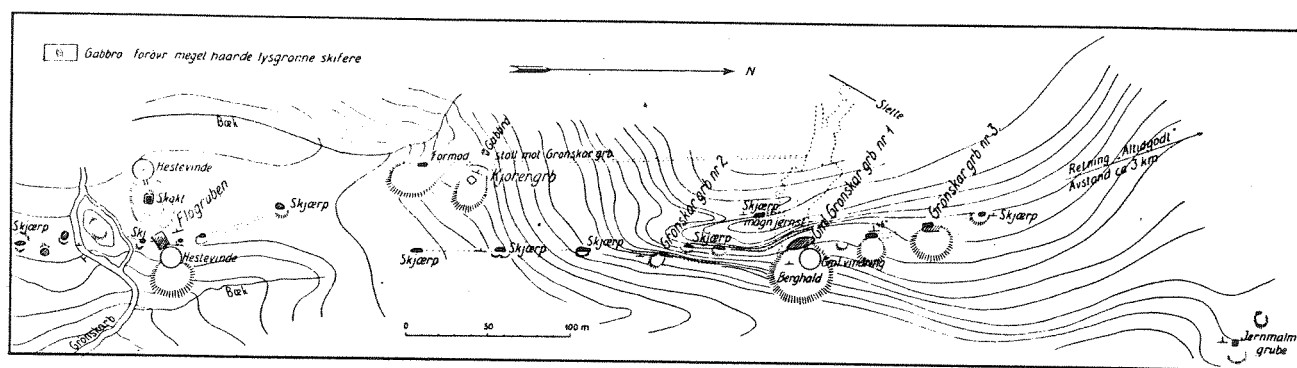 Gabbro forøvr meget haarde lysgrønne skifere
N
Slette
Bæk
Hestevinde
Skakt
Flogruben
Skjærp
Skjærp
Skj
Hestevinde
Bæk
Grønskarb
Gabbro
Formod stoll mot Grønskar grb
Kjørengrb
Skjærp
Skjærp
Skjærp
Grønskar grb nr 2
Skjærp
magn jernst
Skjærp
Gml Grønskar grb nr 1
Grønskar grb nr 3
Skjærp
Berghald
Retning - Altidgodt
Avstand ca 3 km
0 50 100 m
Jernmalm
grube